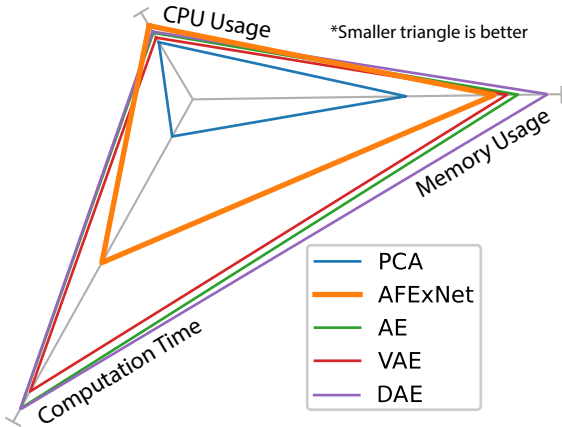 CPU Usage
*Smaller triangle is better
Memory Usage
Computation Time
PCA
AFExNet
AE
VAE
DAE